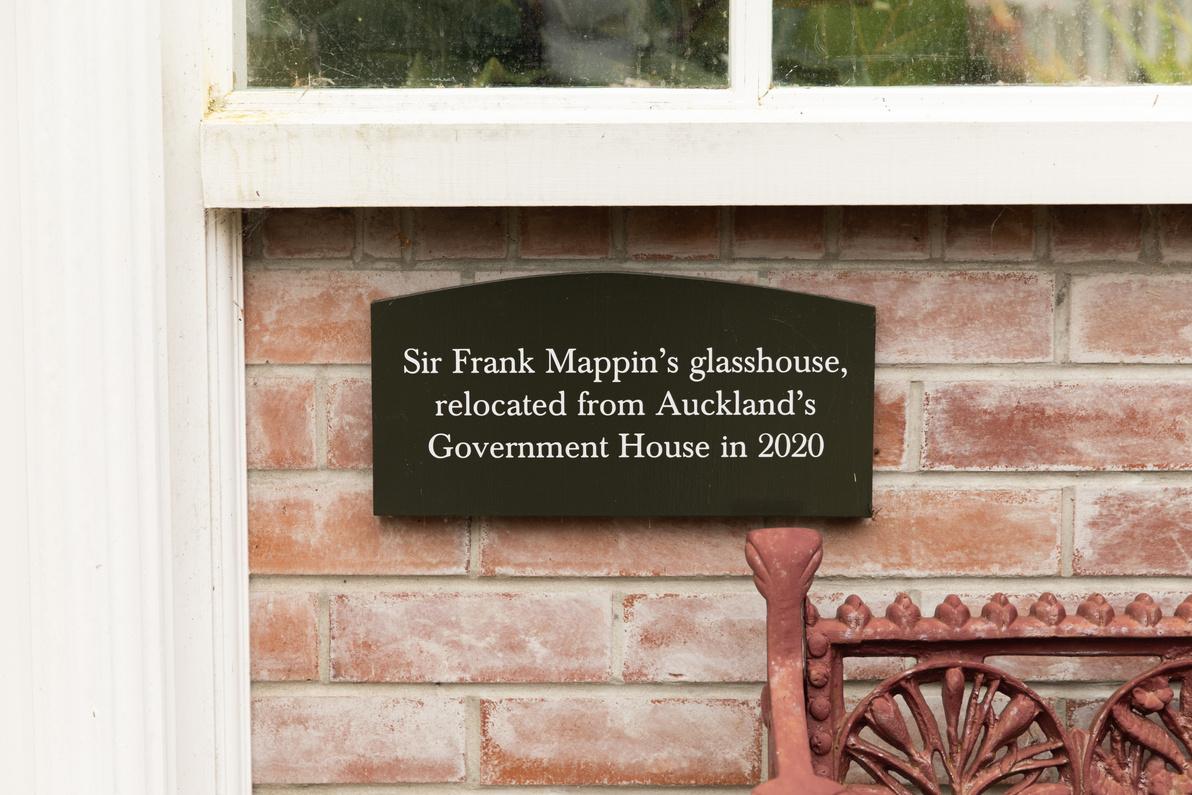 Sir Frank Mappin’s glasshouse,
relocated from Auckland’s
Government House in 2020